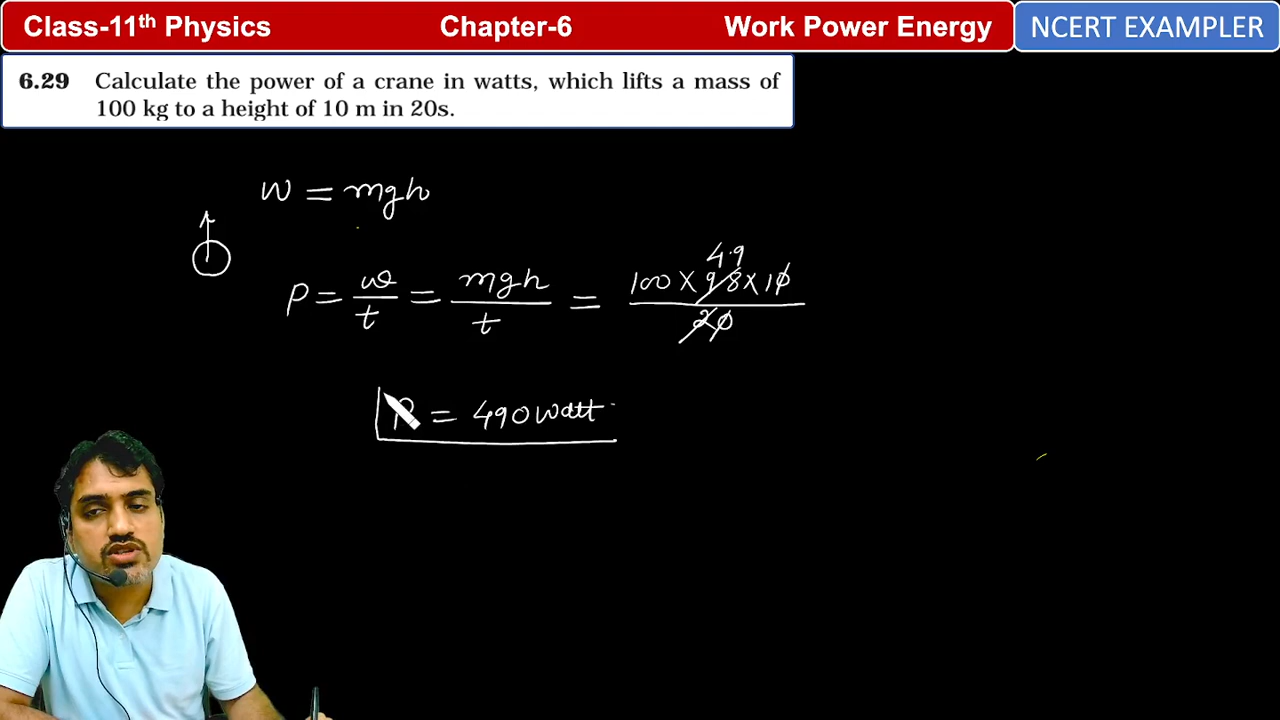 Class-11th Physics Chapter-6 Work Power Energy NCERT EXAMPLER
6.29 Calculate the power of a crane in watts, which lifts a mass of
100 kg to a height of 10 m in 20s.
W = mgh
P = W/t = mgh/t = 100 × 9.8 × 10 / 20
4.9
P = 490 watt